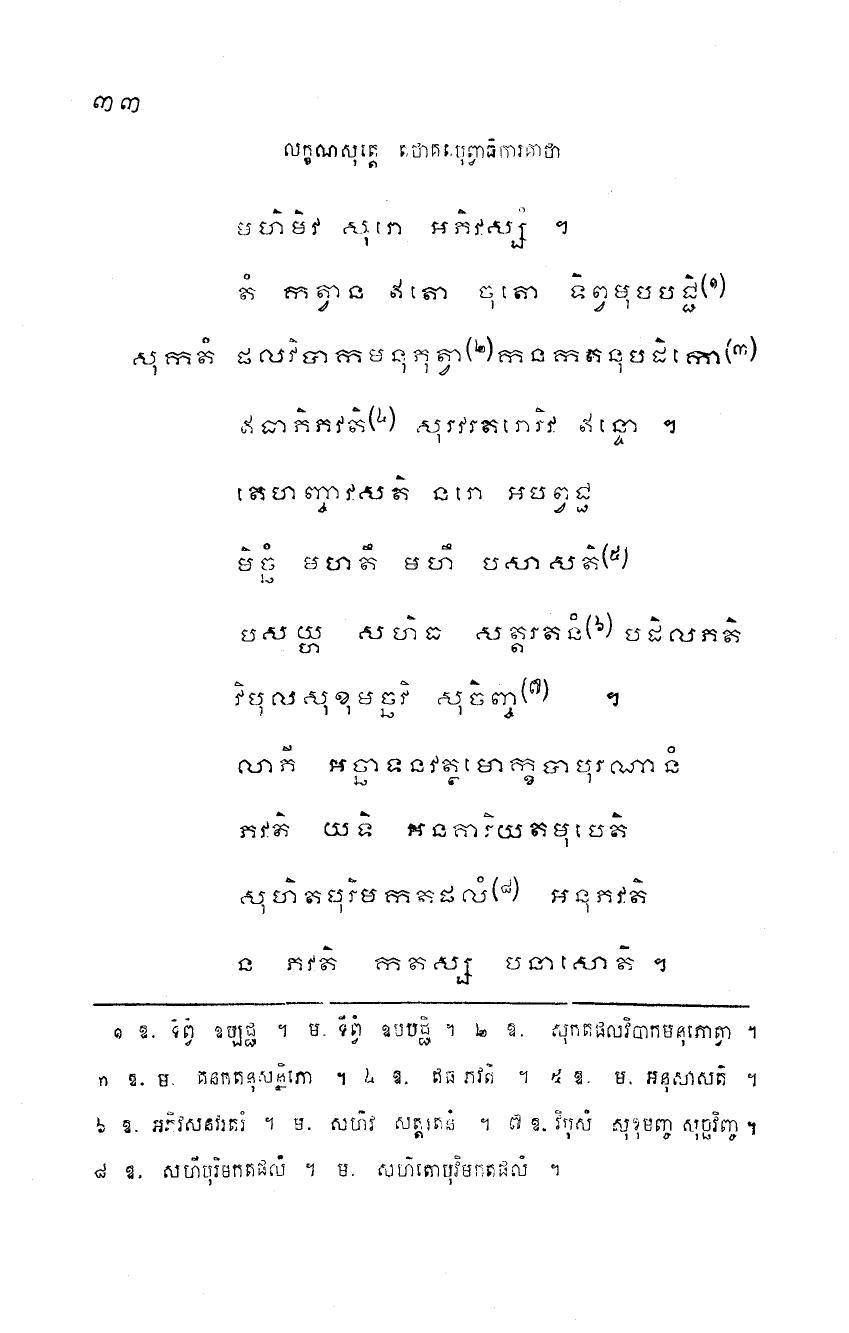 ៣៣
លក្ខណសុត្តេ បោគបុព្វាធិការគាថា
មហិមិវ សុរោ អភិវស្សំ ។
តំ កត្វាន ឥតោ ចុតោ ទិព្វមុបបជ្ជិ(១)
សុកតំ ផលវិបាកមនុភុត្វា(២)កនកតនុបដិកោ(៣)
ឥធាភិភវតិ(៤) សុរវរតរោរិវ ឥន្ទោ ។
គេហញ្ចាវសតិ នរោ អបព្វជ្ជ
មិច្ឆំ មហតឹ មហឹ បសាសតិ(៥)
បសយ្ហ សហិធ សត្តរតនំ(៦) បដិលភតិ
វិបុលសុខុមច្ឆវិ សុចិញ្ច(៧) ។
លាភី អច្ឆាទនវត្ថមោក្ខបាបុរណានំ
ភវតិ យទិ អនគារិយតមុបេតិ
សុហិតបុរិមកតផលំ(៨) អនុភវតិ
ន ភវតិ កតស្ស បនាសោតិ ។
១ ឱ. ទិព្វំ ឧប្បជ្ជ ។ ម. ទិព្វំ ឧបបជ្ជិ ។ ២ ឱ. សុកតផលវិបាកមនុភោត្វា ។
៣ ឱ. ម. កនកតនុសន្និភោ ។ ៤ ឱ. ឥធ ភវតិ ។ ៥ ឱ. ម. អនុសាសតិ ។
៦ ឱ. អភិវសនវរតរំ ។ ម. សហិវ សត្តរតនំ ។ ៧ ឱ. វិបុសំ សុខុមញ្ច សុច្ឆវិញ្ច ។
៨ ឱ. សហីបុរិមកតផលំ ។ ម. សហិតោបុរិមកតផលំ ។